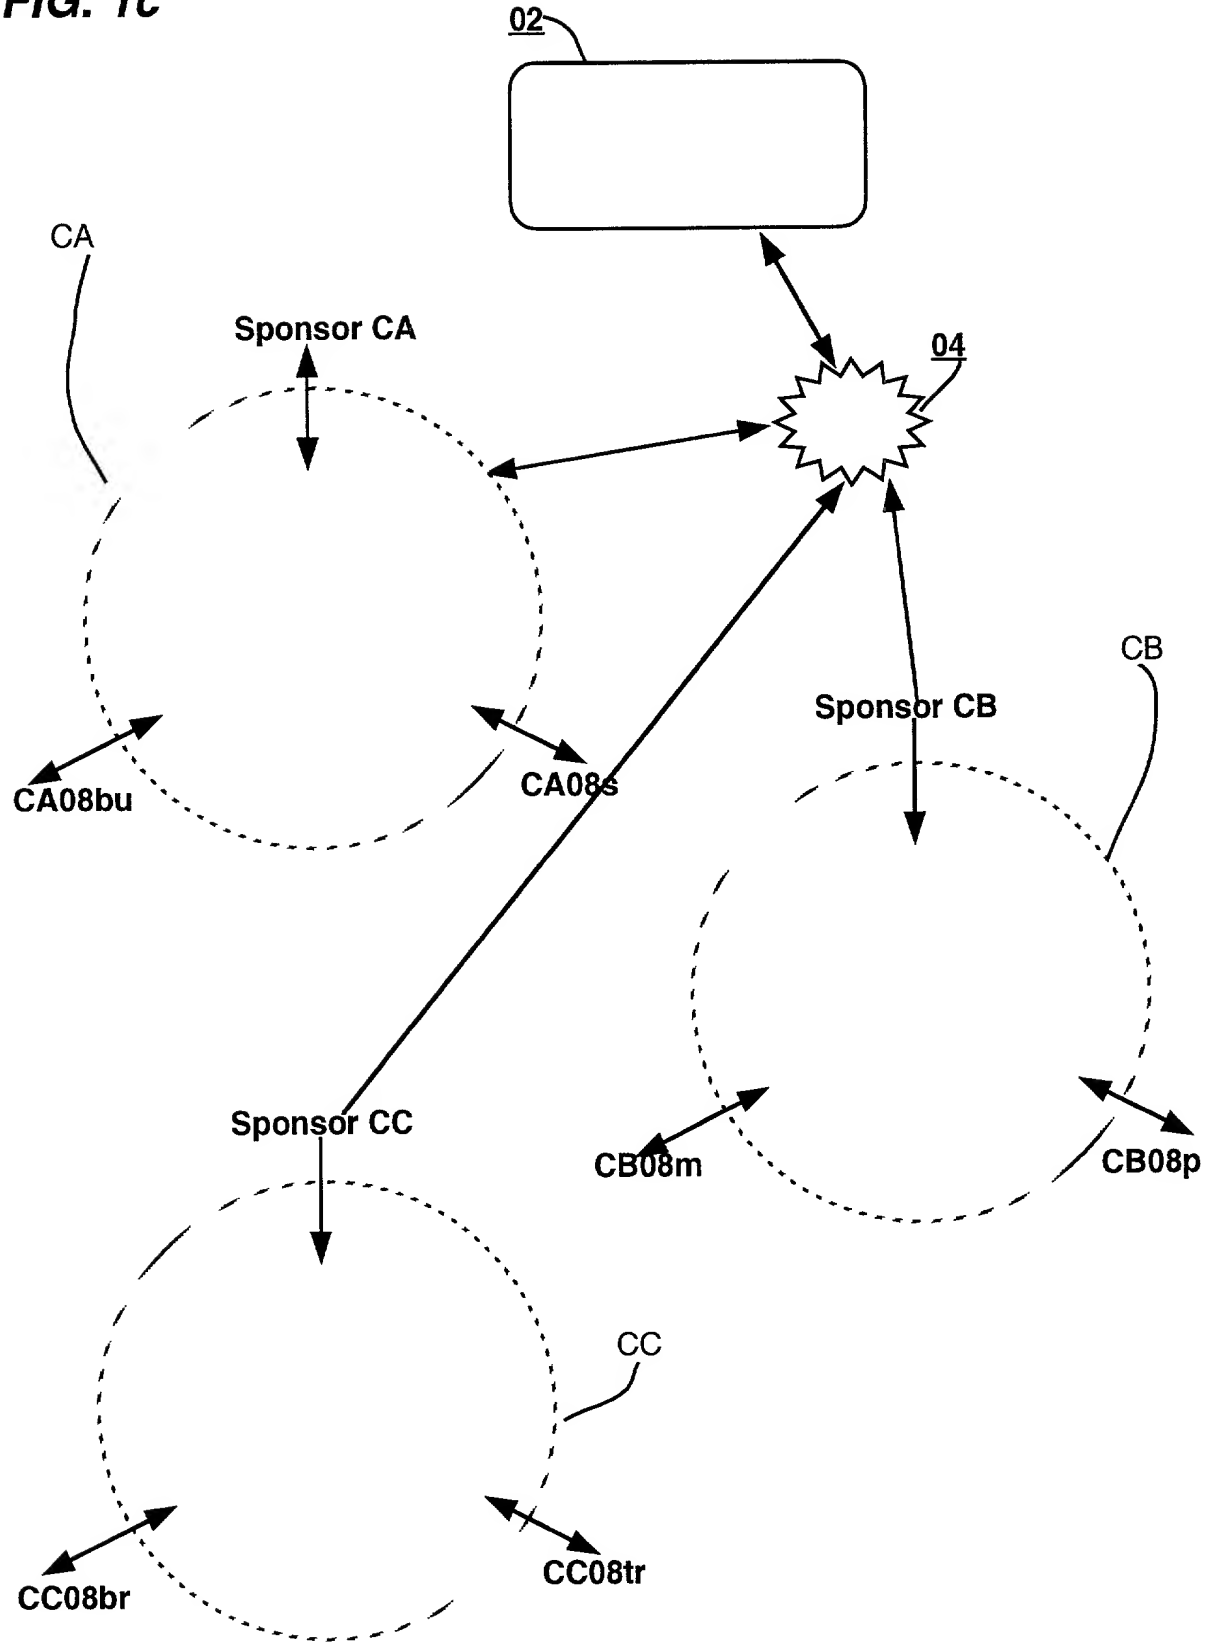 FIG. 1c
02
CA
Sponsor CA
04
CB
Sponsor CB
CA08bu
CA08s
Sponsor CC
CB08m
CB08p
CC
CC08tr
CC08br